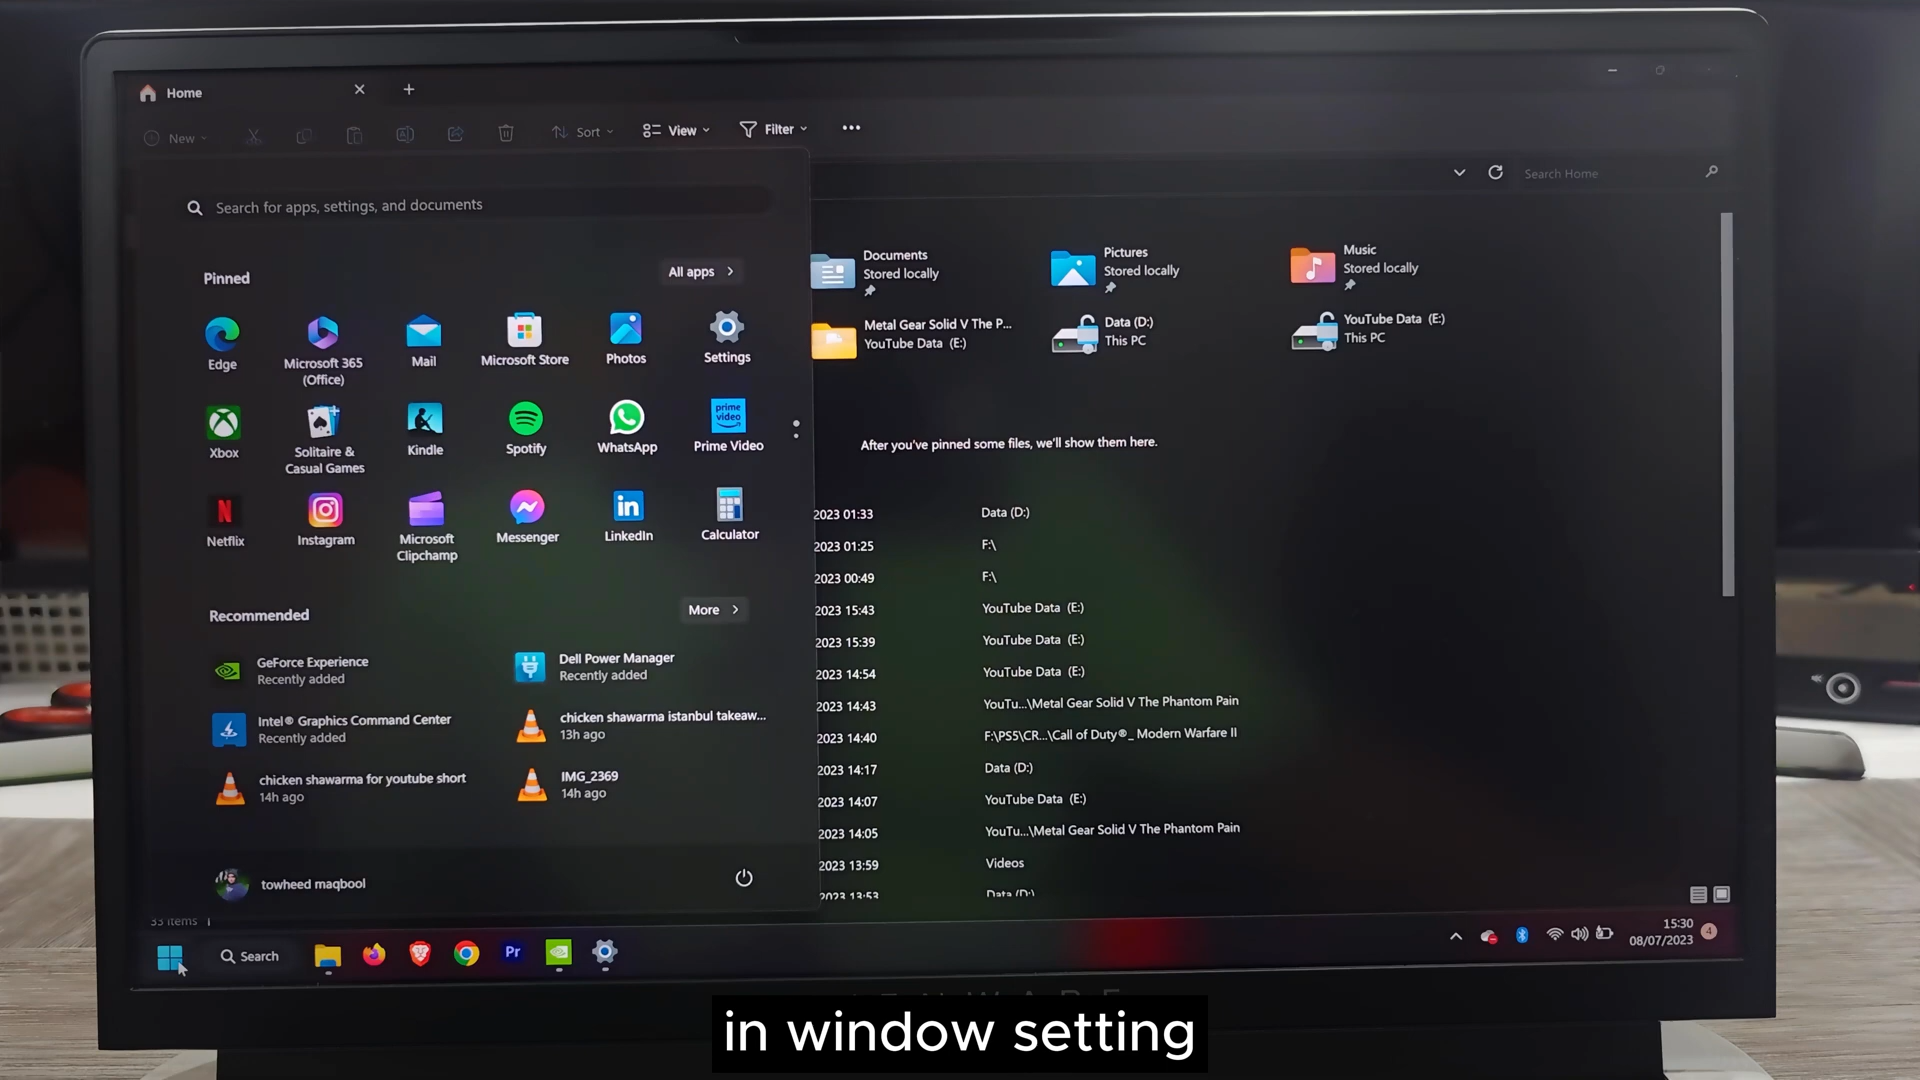 Home
New
Sort
View
Filter
Search Home
Search for apps, settings, and documents
Pinned
All apps
Edge
Microsoft 365
(Office)
Mail
Microsoft Store
Photos
Settings
Xbox
Solitaire &
Casual Games
Kindle
Spotify
WhatsApp
prime
video
Prime Video
Netflix
Instagram
Microsoft
Clipchamp
Messenger
in
LinkedIn
Calculator
Recommended
More
GeForce Experience
Recently added
Dell Power Manager
Recently added
Intel® Graphics Command Center
Recently added
chicken shawarma istanbul takeaw...
13h ago
chicken shawarma for youtube short
14h ago
IMG_2369
14h ago
towheed maqbool
Documents
Stored locally
Pictures
Stored locally
Music
Stored locally
Metal Gear Solid V The P...
YouTube Data (E:)
Data (D:)
This PC
YouTube Data (E:)
This PC
After you've pinned some files, we'll show them here.
2023 01:33 Data (D:)
2023 01:25 F:\
2023 00:49 F:\
2023 15:43 YouTube Data (E:)
2023 15:39 YouTube Data (E:)
2023 14:54 YouTube Data (E:)
2023 14:43 YouTu...\Metal Gear Solid V The Phantom Pain
2023 14:40 F:\PS5\CR...\Call of Duty®_ Modern Warfare II
2023 14:17 Data (D:)
2023 14:07 YouTube Data (E:)
2023 14:05 YouTu...\Metal Gear Solid V The Phantom Pain
2023 13:59 Videos
2023 13:53 Data (D:)
33 items
Search
Pr
15:30
08/07/2023
4
in window setting